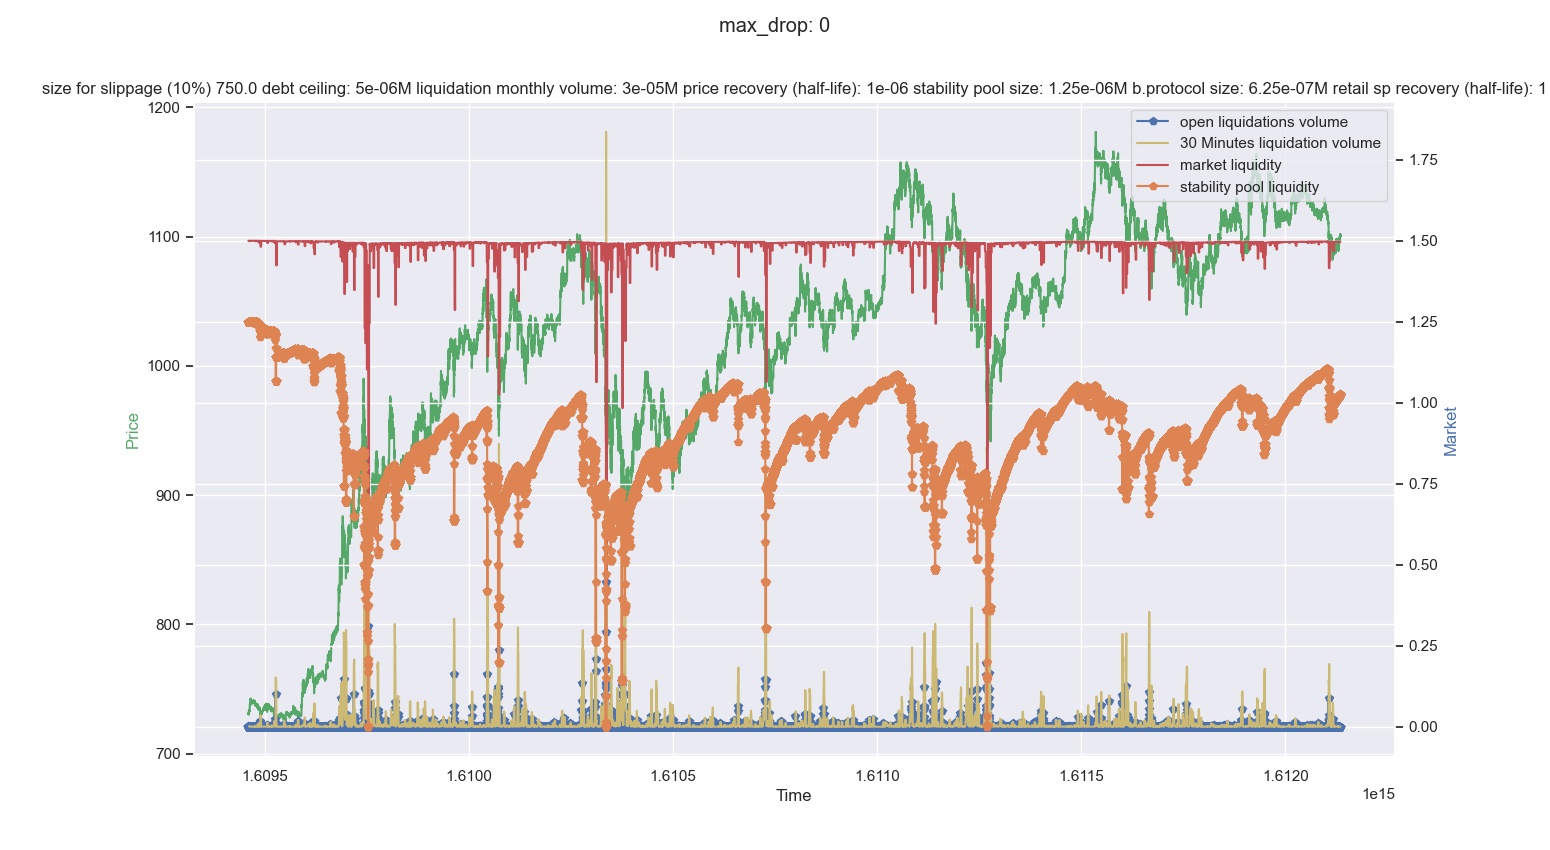 max_drop: 0
size for slippage (10%) 750.0 debt ceiling: 5e-06M liquidation monthly volume: 3e-05M price recovery (half-life): 1e-06 stability pool size: 1.25e-06M b.protocol size: 6.25e-07M retail sp recovery (half-life): 1
1200
1100
1000
900
800
700
Price
open liquidations volume
30 Minutes liquidation volume
market liquidity
stability pool liquidity
1.75
1.50
1.25
1.00
0.75
0.50
0.25
0.00
Market
1.6095
1.6100
1.6105
1.6110
1.6115
1.6120
1e15
Time